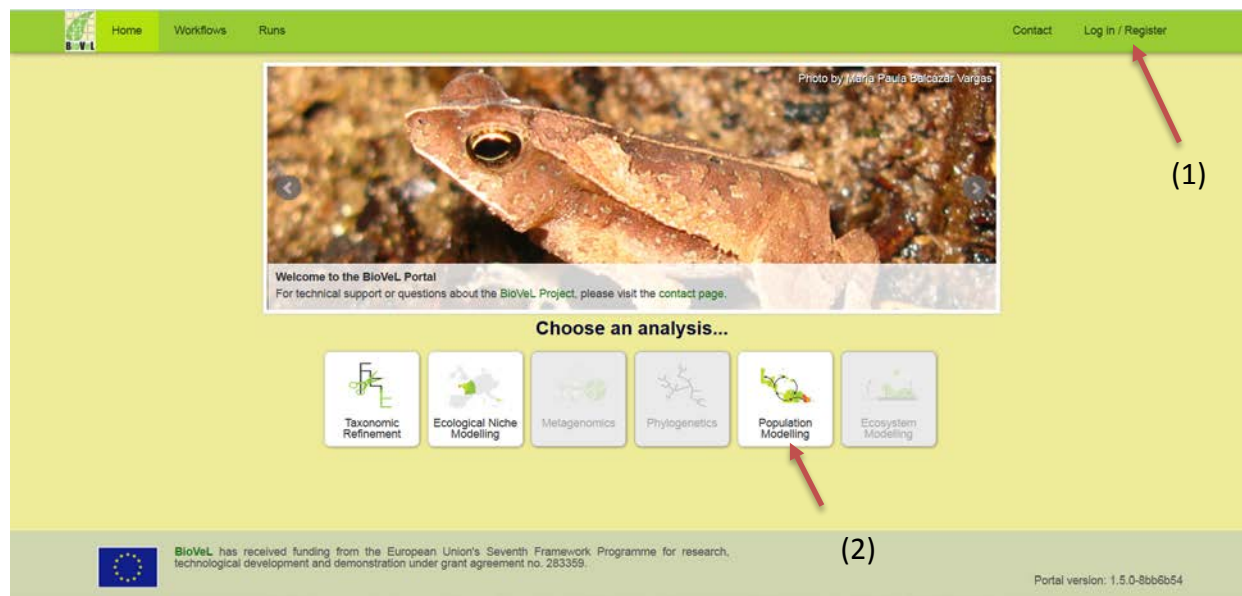 BioVeL
Home Workflows Runs Contact Log in / Register
Photo by María Paula Balcázar Vargas
(1)
Welcome to the BioVeL Portal
For technical support or questions about the BioVeL Project, please visit the contact page.
Choose an analysis...
Taxonomic
Refinement
Ecological Niche
Modelling
Metagenomics
Phylogenetics
Population
Modelling
Ecosystem
Modelling
(2)
BioVeL has received funding from the European Union's Seventh Framework Programme for research,
technological development and demonstration under grant agreement no. 283359.
Portal version: 1.5.0-8bb6b54